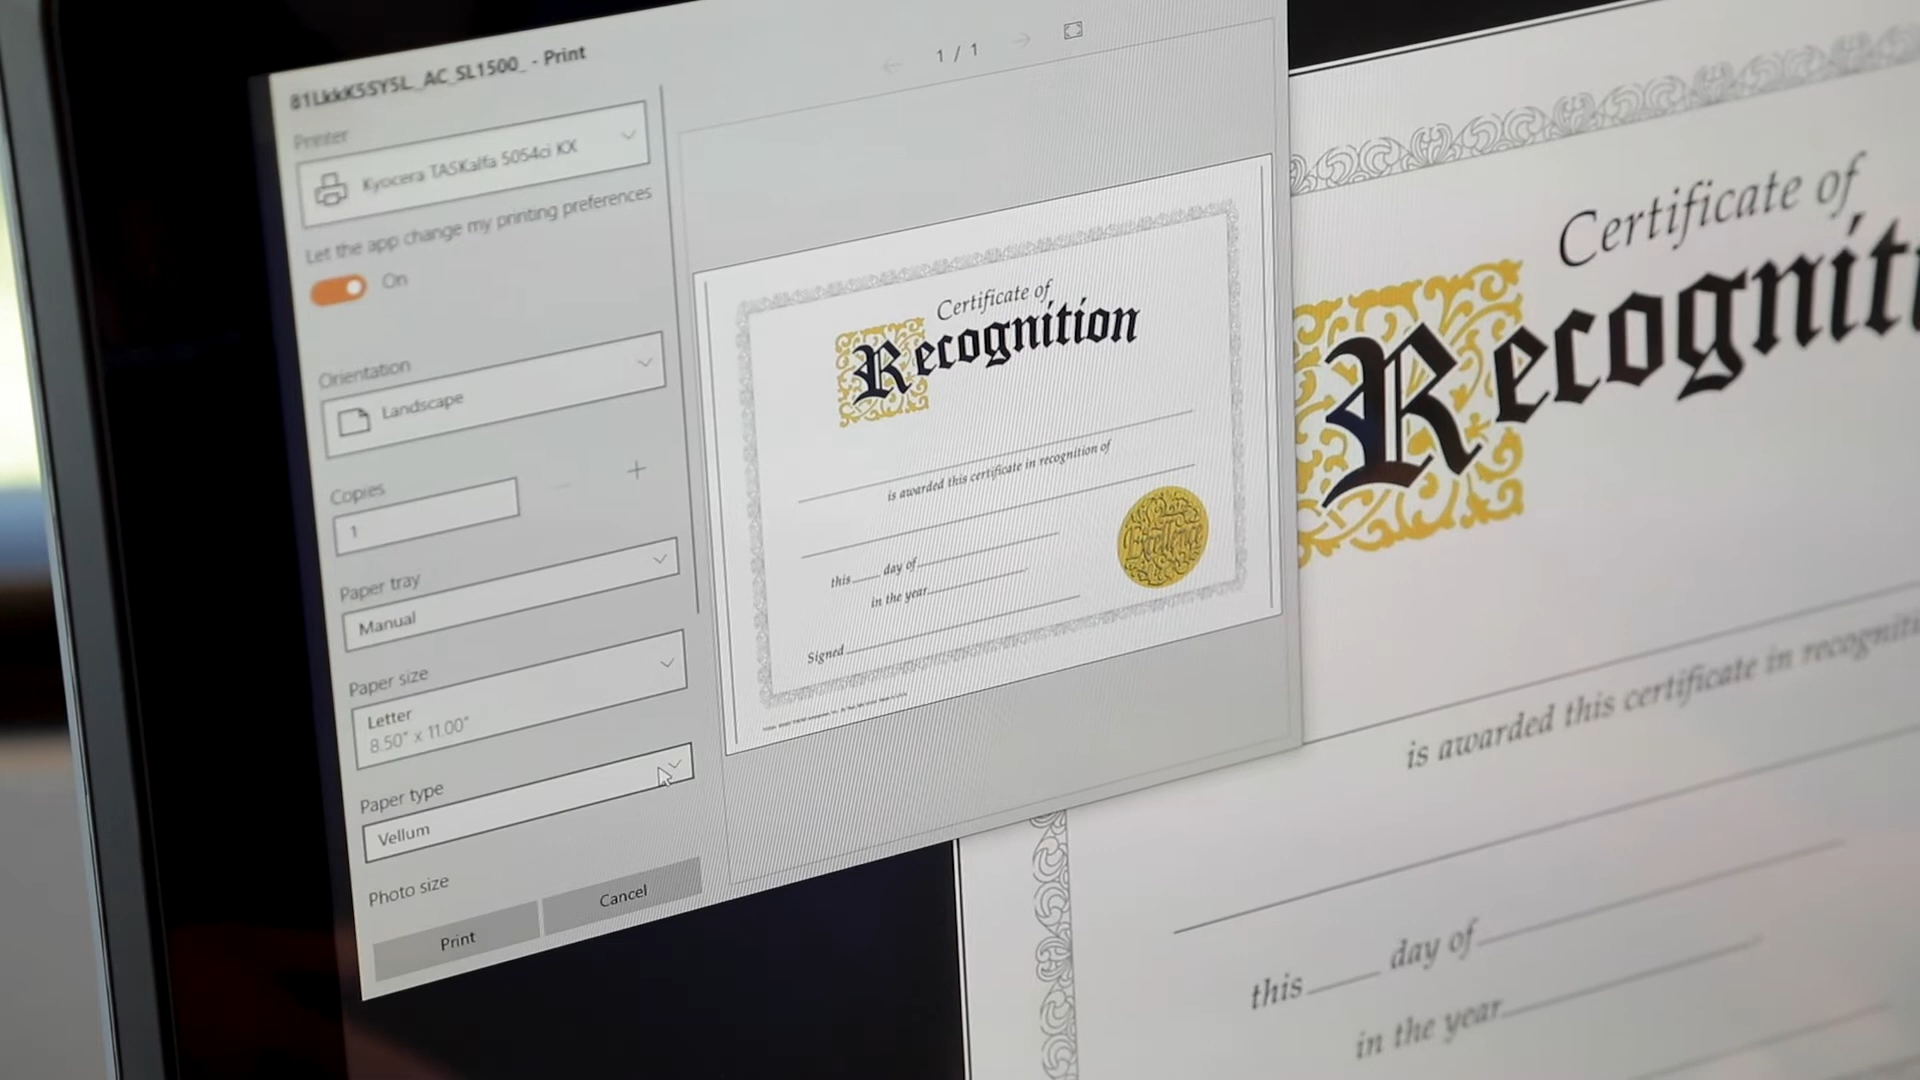 81LkkK5SY5L._AC_SL1500_ - Print
Printer
Kyocera TASKalfa 5054ci KX
Let the app change my printing preferences
On
Orientation
Landscape
Copies
1
Paper tray
Manual
Paper size
Letter
8.50" x 11.00"
Paper type
Vellum
Photo size
Print
Cancel
1 / 1
Certificate of
Recognition
is awarded this certificate in recognition of
this day of
in the year
Signed
Excellence
Certificate of
Recognit
is awarded this certificate in recogniti
this day of
in the year